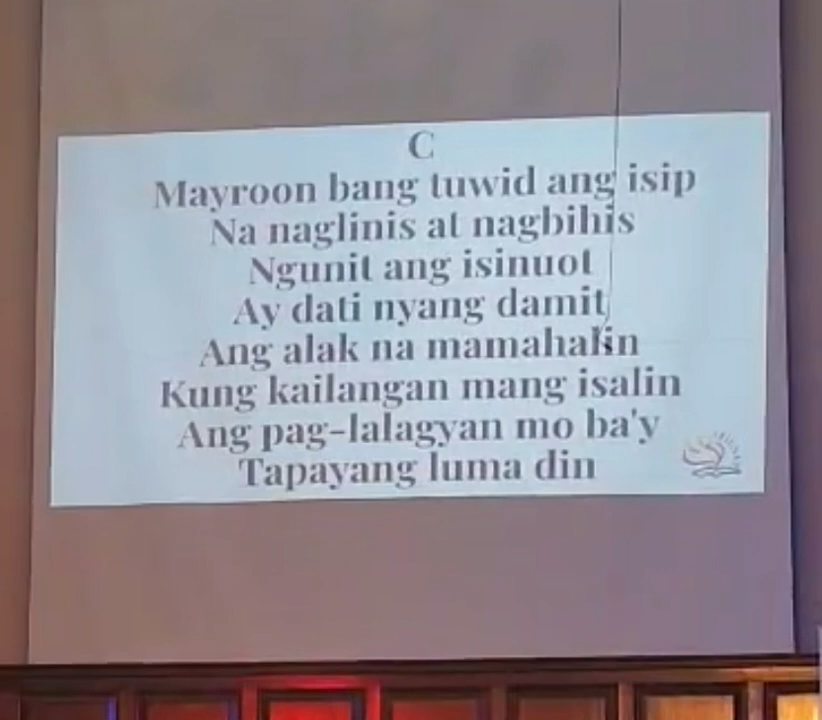 C
Mayroon bang tuwid ang isip
Na naglinis at nagbihis
Ngunit ang isinuot
Ay dati nyang damit
Ang alak na mamahalin
Kung kailangan mang isalin
Ang pag-lalagyan mo ba'y
Tapayang luma din